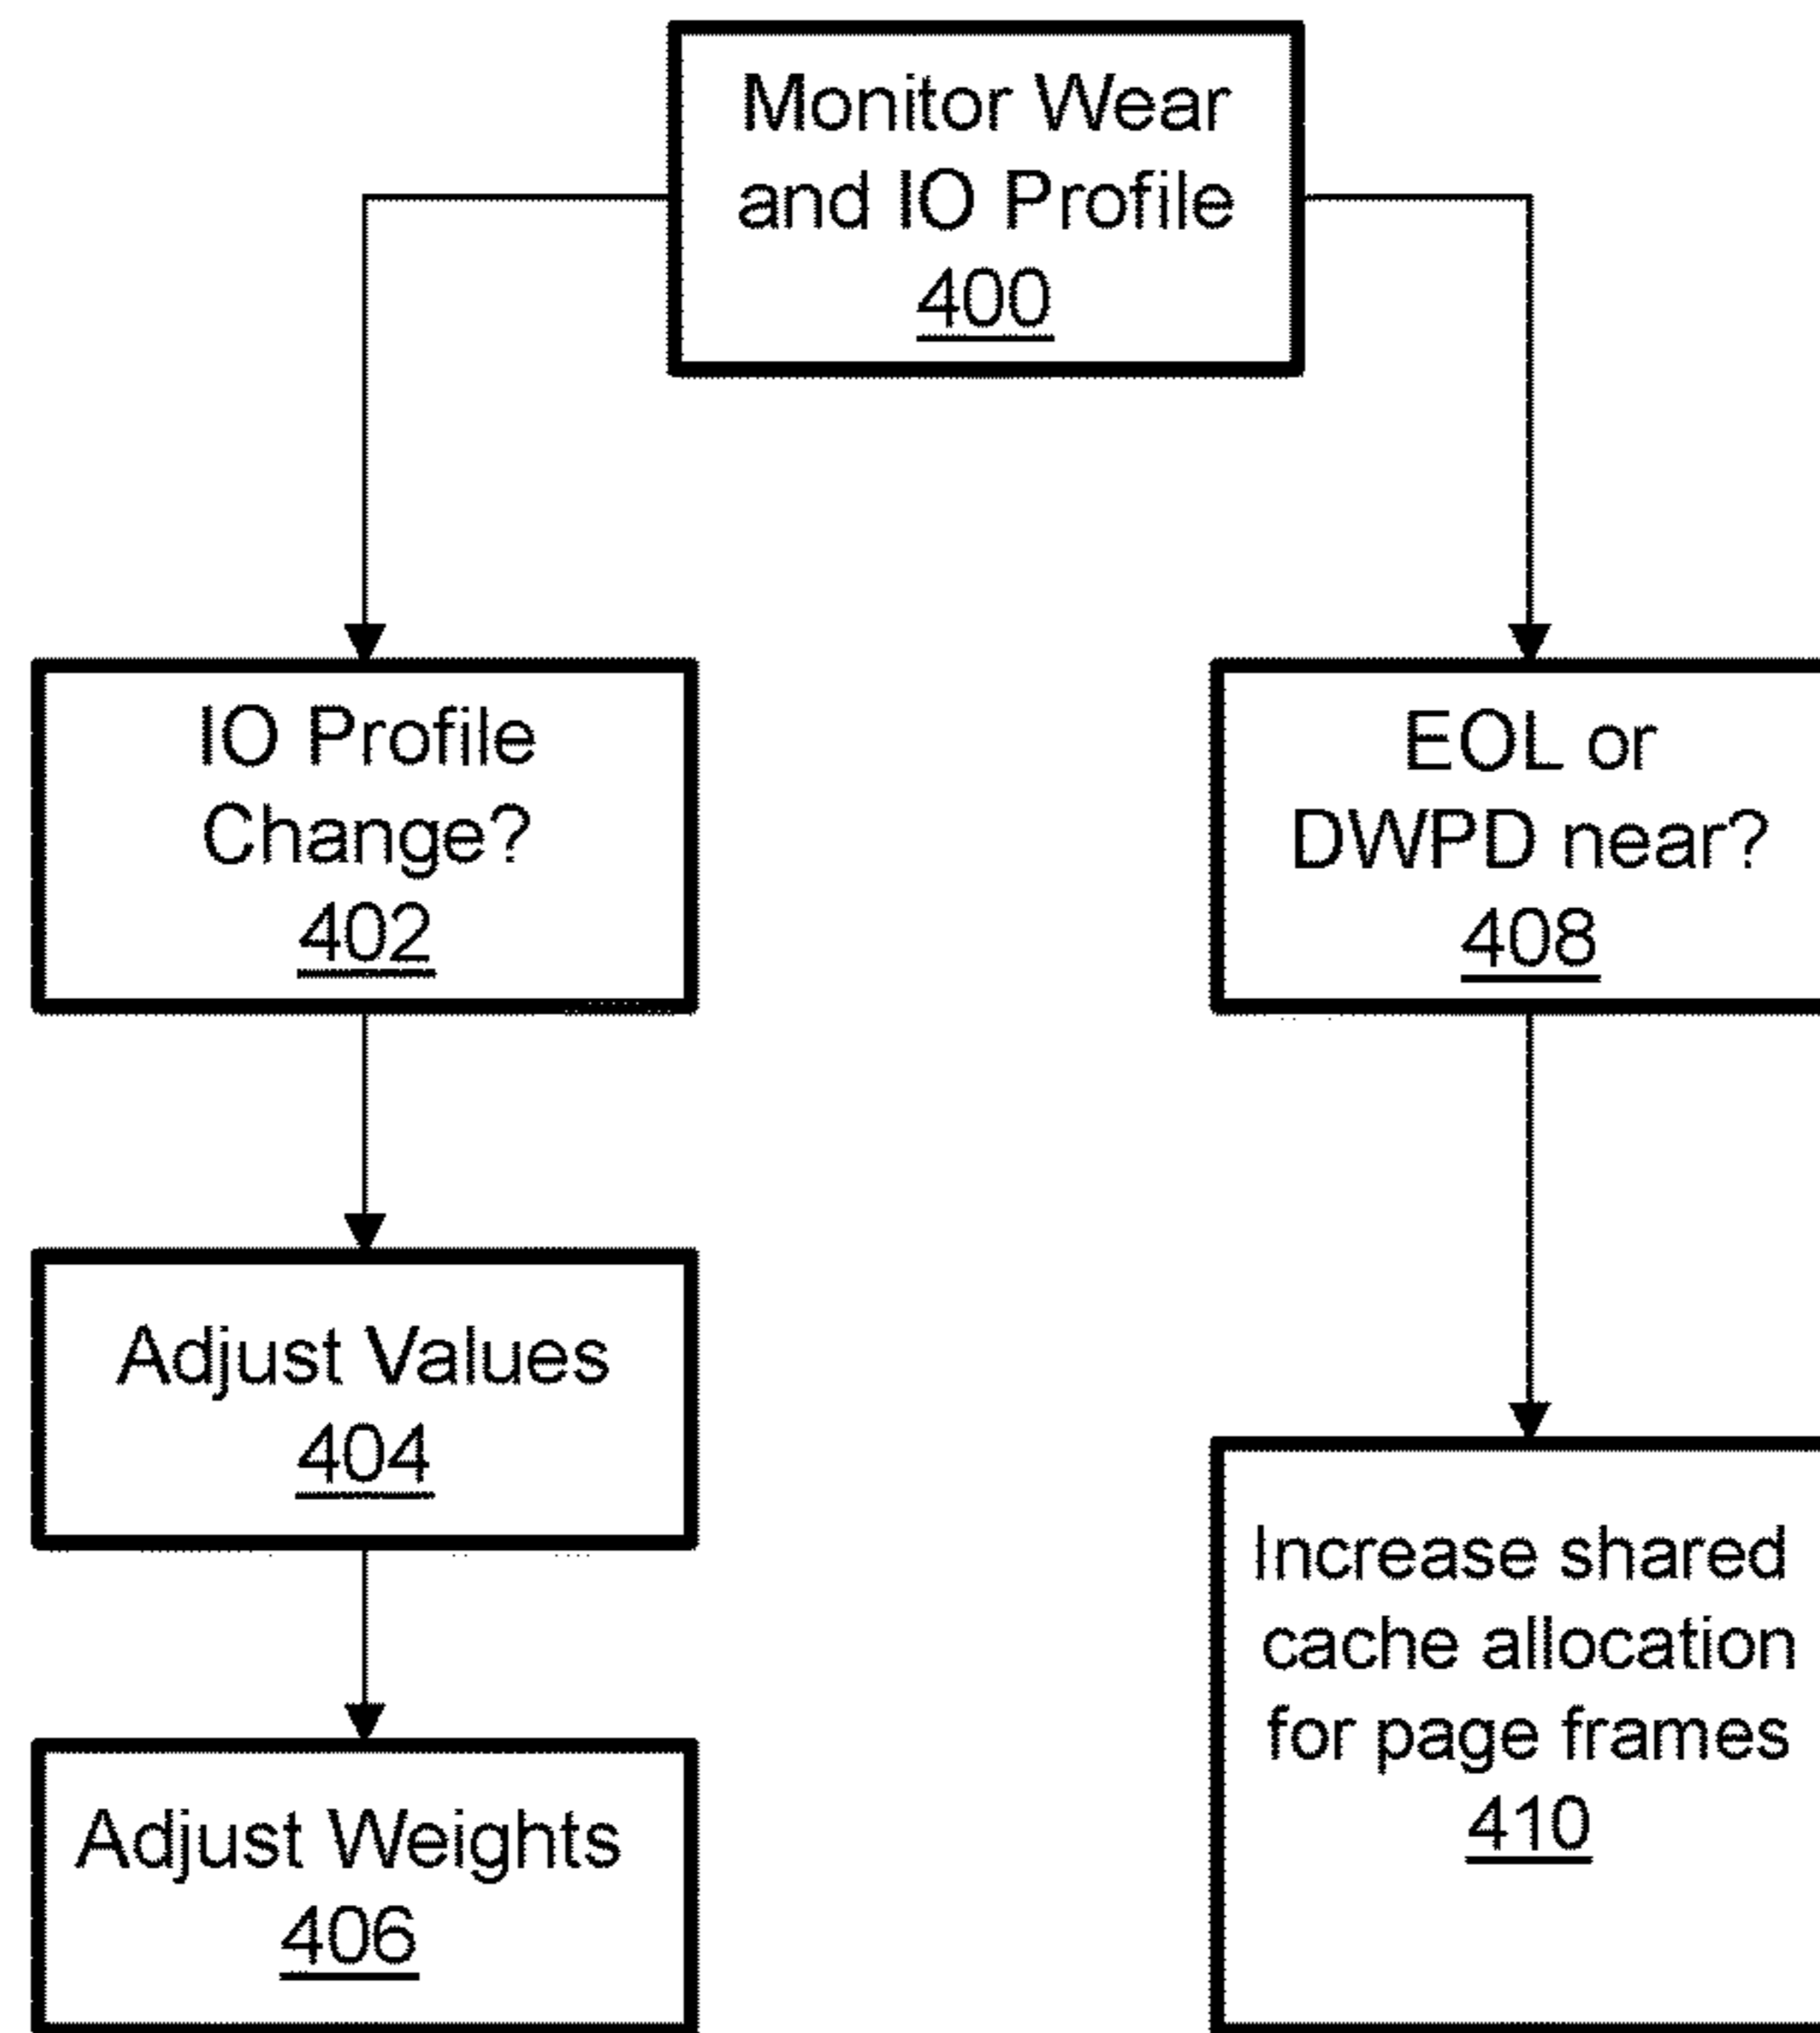 Monitor Wear
and IO Profile
400
IO Profile
Change?
402
Adjust Values
404
Adjust Weights
406
EOL or
DWPD near?
408
Increase shared
cache allocation
for page frames
410